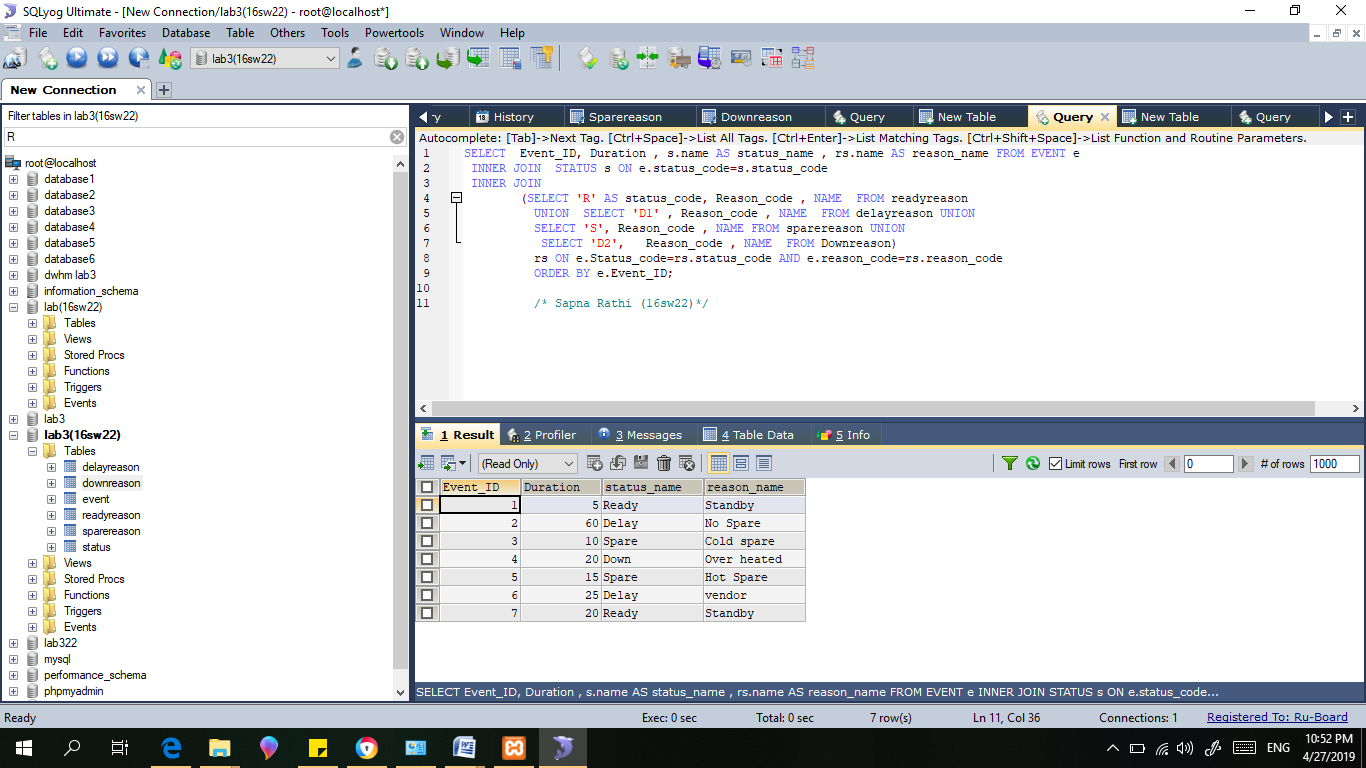 SQLyog Ultimate - [New Connection/lab3(16sw22) - root@localhost*]
File Edit Favorites Database Table Others Tools Powertools Window Help
lab3(16sw22)
New Connection
Filter tables in lab3(16sw22)
R
root@localhost
database1
database2
database3
database4
database5
database6
dwhm lab3
information_schema
lab(16sw22)
Tables
Views
Stored Procs
Functions
Triggers
Events
lab3
lab3(16sw22)
Tables
delayreason
downreason
event
readyreason
sparereason
status
Views
Stored Procs
Functions
Triggers
Events
lab322
mysql
performance_schema
phpmyadmin
ry History Sparereason Downreason Query New Table Query New Table Query
Autocomplete: [Tab]->Next Tag. [Ctrl+Space]->List All Tags. [Ctrl+Enter]->List Matching Tags. [Ctrl+Shift+Space]->List Function and Routine Parameters.
1 SELECT Event_ID, Duration , s.name AS status_name , rs.name AS reason_name FROM EVENT e
2 INNER JOIN STATUS s ON e.status_code=s.status_code
3 INNER JOIN
4 (SELECT 'R' AS status_code, Reason_code , NAME FROM readyreason
5 UNION SELECT 'D1' , Reason_code , NAME FROM delayreason UNION
6 SELECT 'S', Reason_code , NAME FROM sparereason UNION
7 SELECT 'D2', Reason_code , NAME FROM Downreason)
8 rs ON e.Status_code=rs.status_code AND e.reason_code=rs.reason_code
9 ORDER BY e.Event_ID;
10
11 /* Sapna Rathi (16sw22)*/
1 Result 2 Profiler 3 Messages 4 Table Data 5 Info
(Read Only) Limit rows First row 0 # of rows 1000
Event_ID Duration status_name reason_name
1 5 Ready Standby
2 60 Delay No Spare
3 10 Spare Cold spare
4 20 Down Over heated
5 15 Spare Hot Spare
6 25 Delay vendor
7 20 Ready Standby
SELECT Event_ID, Duration , s.name AS status_name , rs.name AS reason_name FROM EVENT e INNER JOIN STATUS s ON e.status_code...
Ready Exec: 0 sec Total: 0 sec 7 row(s) Ln 11, Col 36 Connections: 1 Registered To: Ru-Board
ENG
10:52 PM
4/27/2019